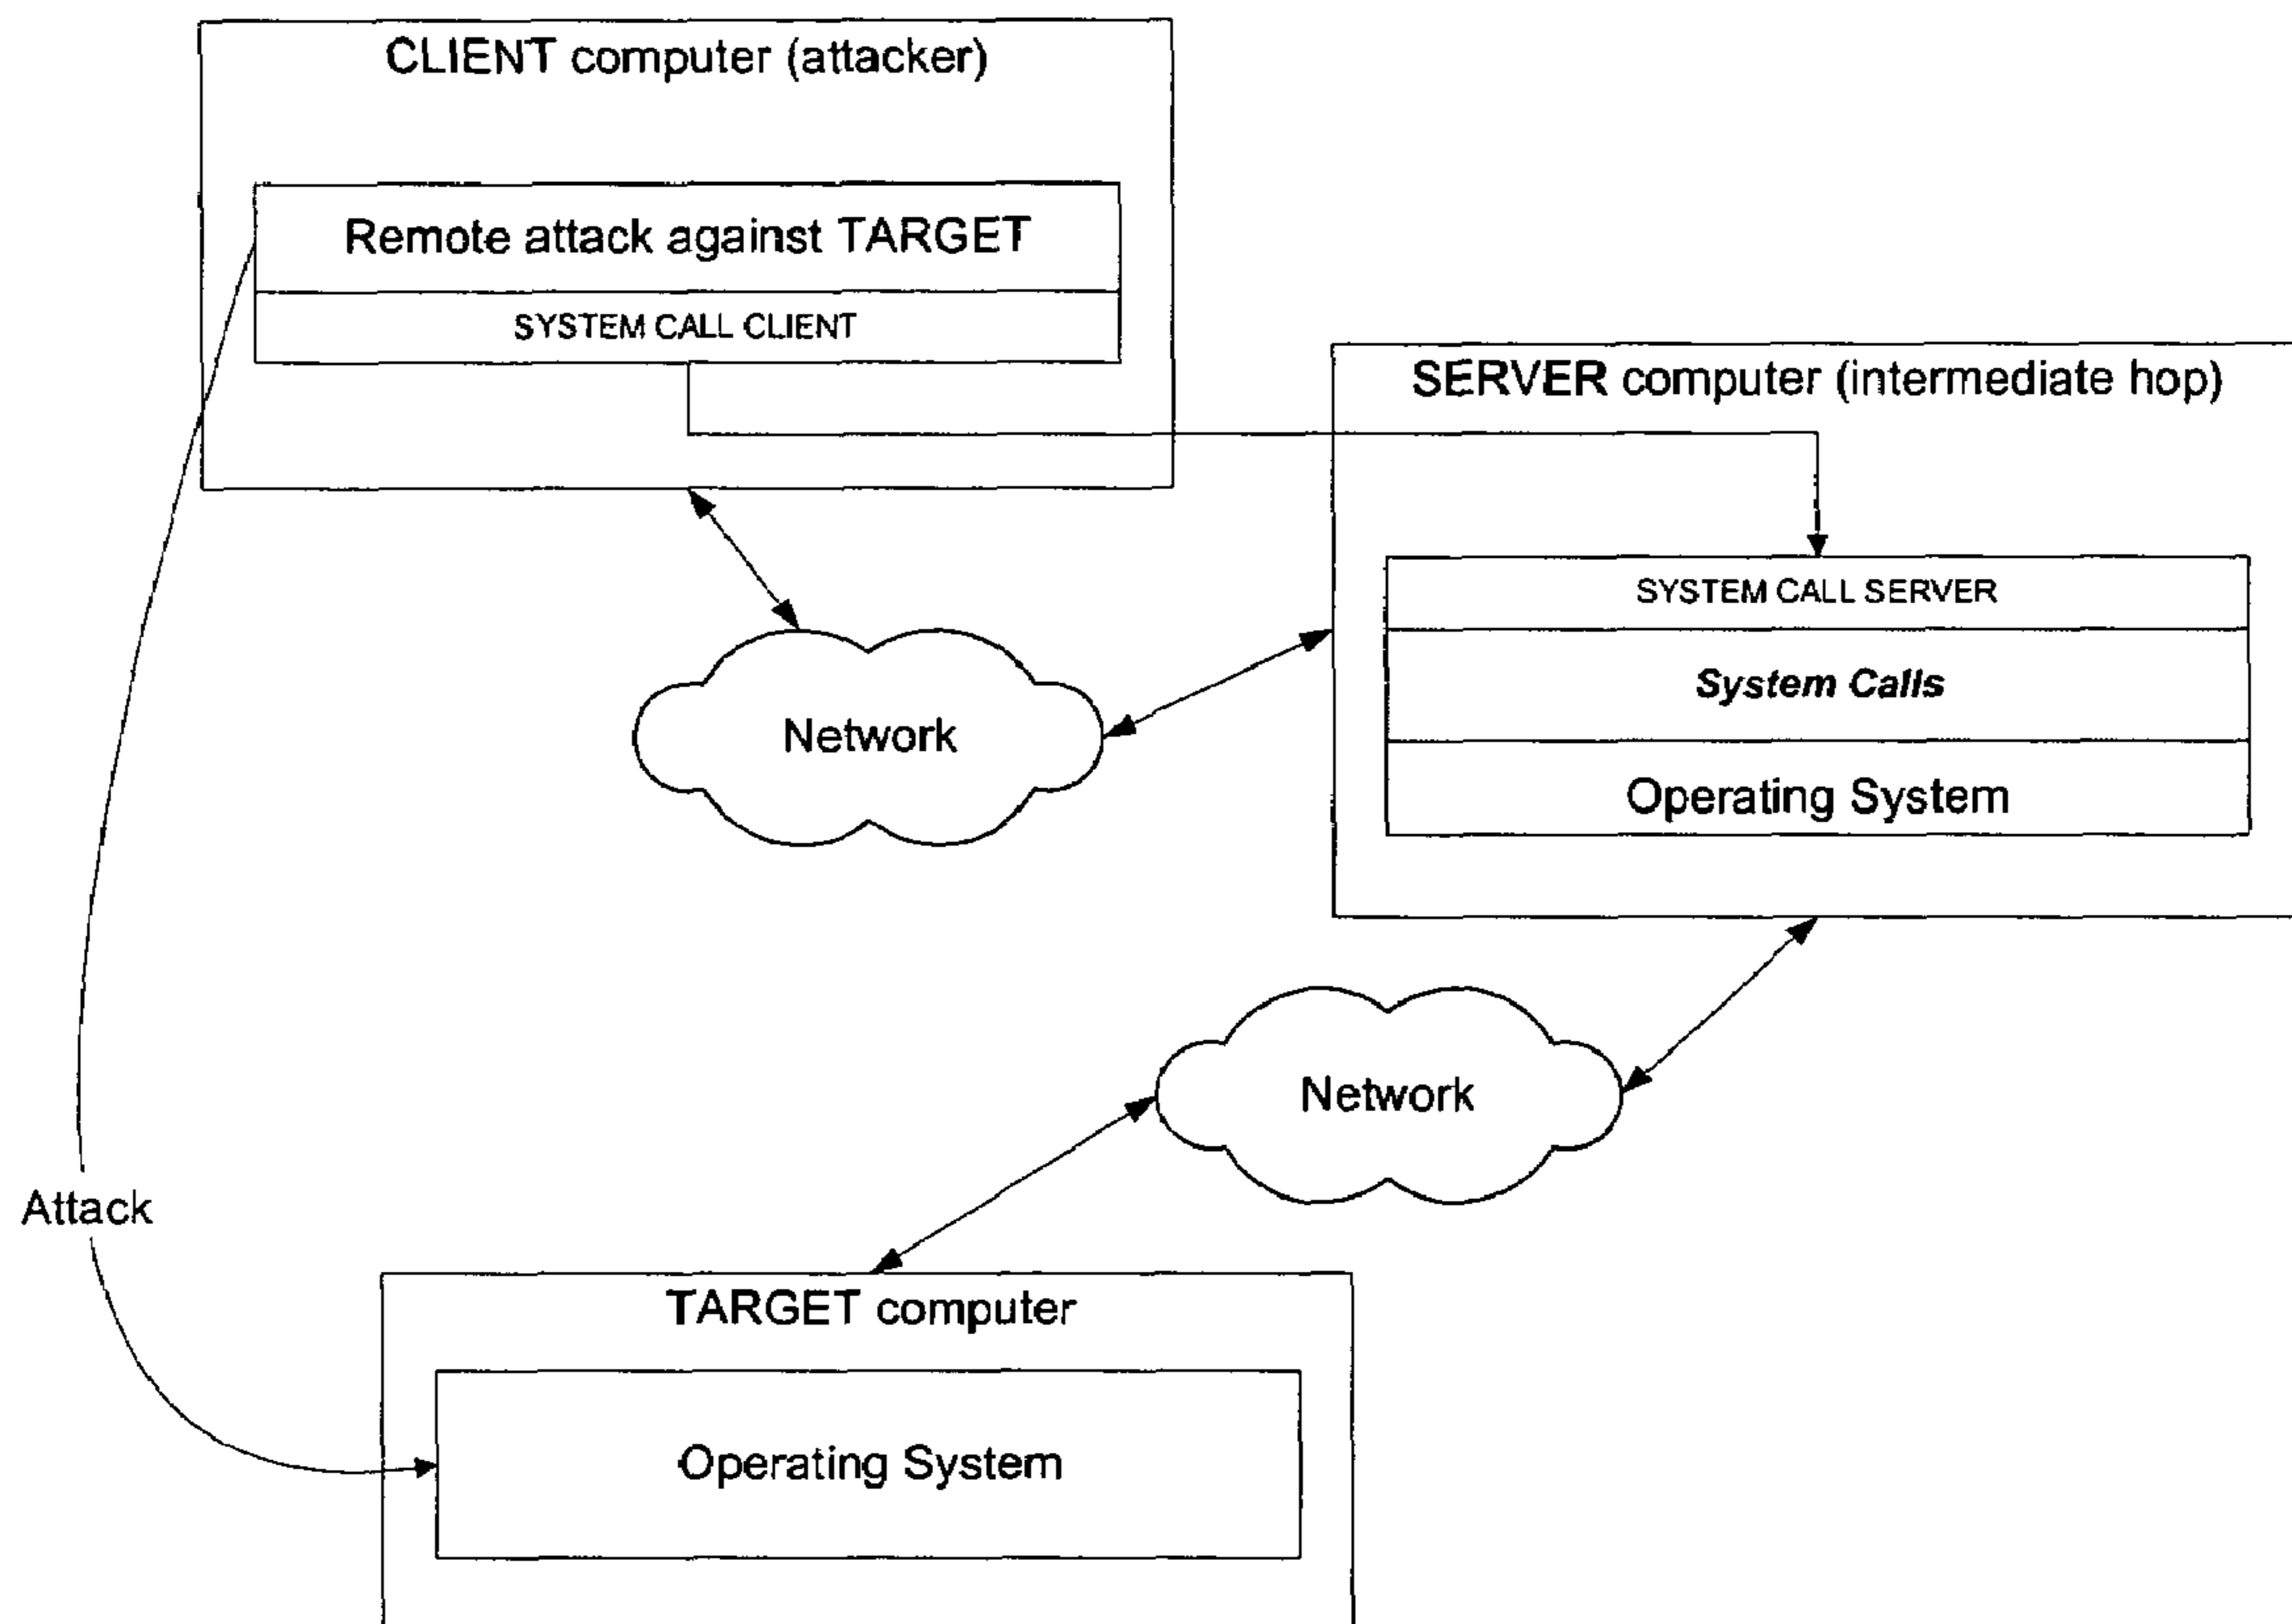 CLIENT computer (attacker)
Remote attack against TARGET
SYSTEM CALL CLIENT
SERVER computer (intermediate hop)
SYSTEM CALL SERVER
System Calls
Operating System
Network
Network
Attack
TARGET computer
Operating System